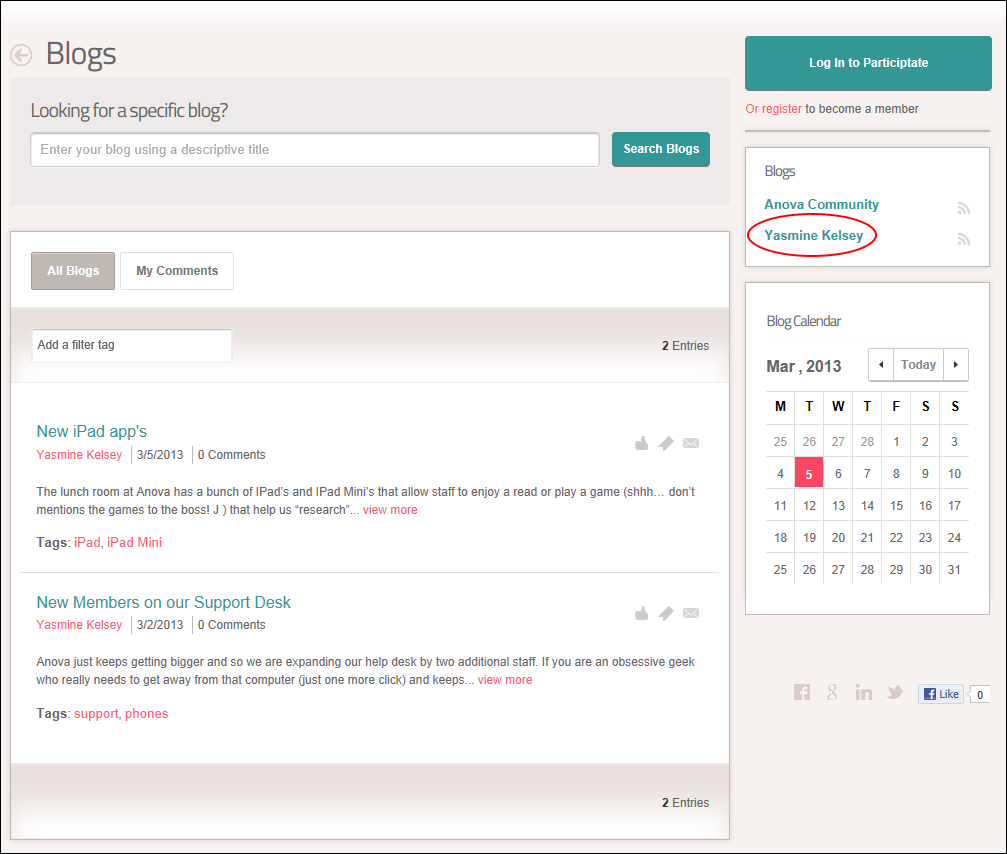 Blogs
Looking for a specific blog?
Enter your blog using a descriptive title
Search Blogs
All Blogs
My Comments
Add a filter tag
2 Entries
New iPad app's
Yasmine Kelsey 3/5/2013 0 Comments
The lunch room at Anova has a bunch of IPad’s and IPad Mini’s that allow staff to enjoy a read or play a game (shhh… don’t
mentions the games to the boss! J ) that help us “research”... view more
Tags: iPad, iPad Mini
New Members on our Support Desk
Yasmine Kelsey 3/2/2013 0 Comments
Anova just keeps getting bigger and so we are expanding our help desk by two additional staff. If you are an obsessive geek
who really needs to get away from that computer (just one more click) and keeps... view more
Tags: support, phones
2 Entries
Log In to Participtate
Or register to become a member
Blogs
Anova Community
Yasmine Kelsey
Blog Calendar
Mar , 2013 Today
M T W T F S S
25 26 27 28 1 2 3
4 5 6 7 8 9 10
11 12 13 14 15 16 17
18 19 20 21 22 23 24
25 26 27 28 29 30 31
Like 0